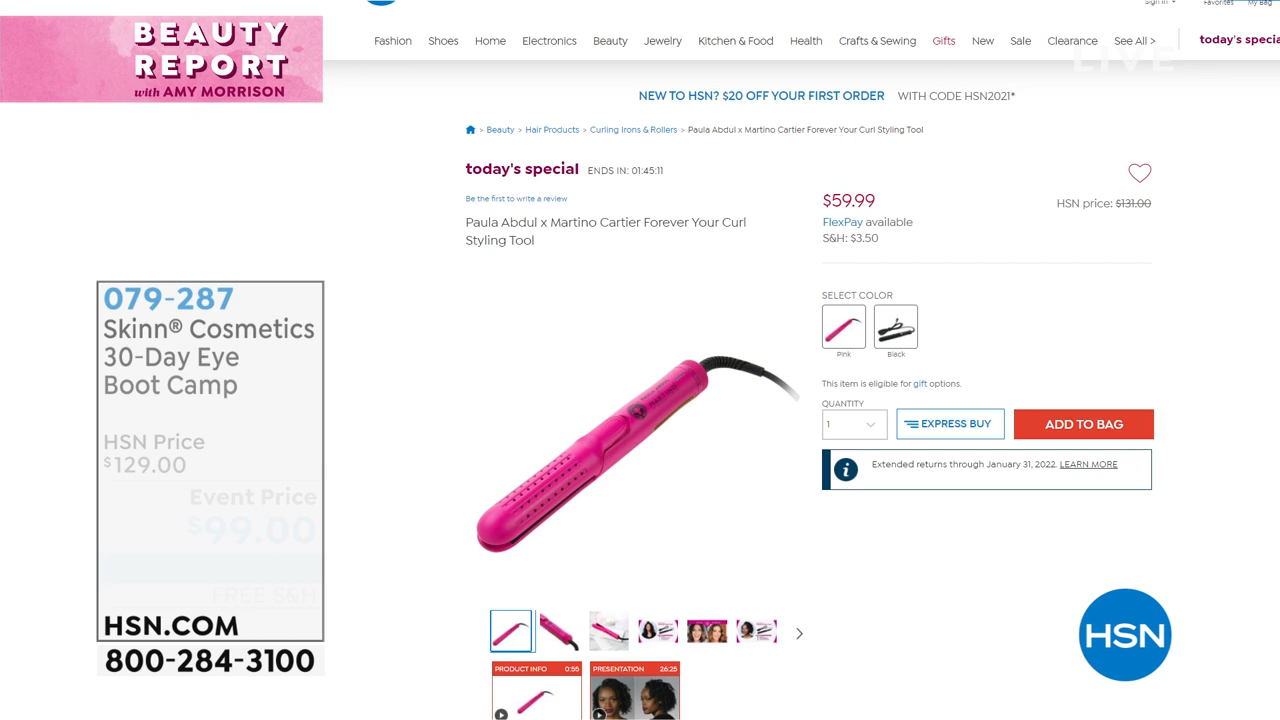 BEAUTY
REPORT
with AMY MORRISON
Sign in
Favorites
My Bag
Fashion Shoes Home Electronics Beauty Jewelry Kitchen & Food Health Crafts & Sewing Gifts New Sale Clearance See All >
today's specia
LIVE
NEW TO HSN? $20 OFF YOUR FIRST ORDER WITH CODE HSN2021*
> Beauty > Hair Products > Curling Irons & Rollers > Paula Abdul x Martino Cartier Forever Your Curl Styling Tool
today's special ENDS IN: 01:45:11
Be the first to write a review
Paula Abdul x Martino Cartier Forever Your Curl
Styling Tool
$59.99
HSN price: $131.00
FlexPay available
S&H: $3.50
SELECT COLOR
Pink
Black
This item is eligible for gift options.
QUANTITY
1
EXPRESS BUY
ADD TO BAG
Extended returns through January 31, 2022. LEARN MORE
079-287
Skinn® Cosmetics
30-Day Eye
Boot Camp
HSN Price
$129.00
Event Price
$99.00
FREE S&H
HSN.COM
800-284-3100
PRODUCT INFO 0:55
PRESENTATION 26:25
HSN